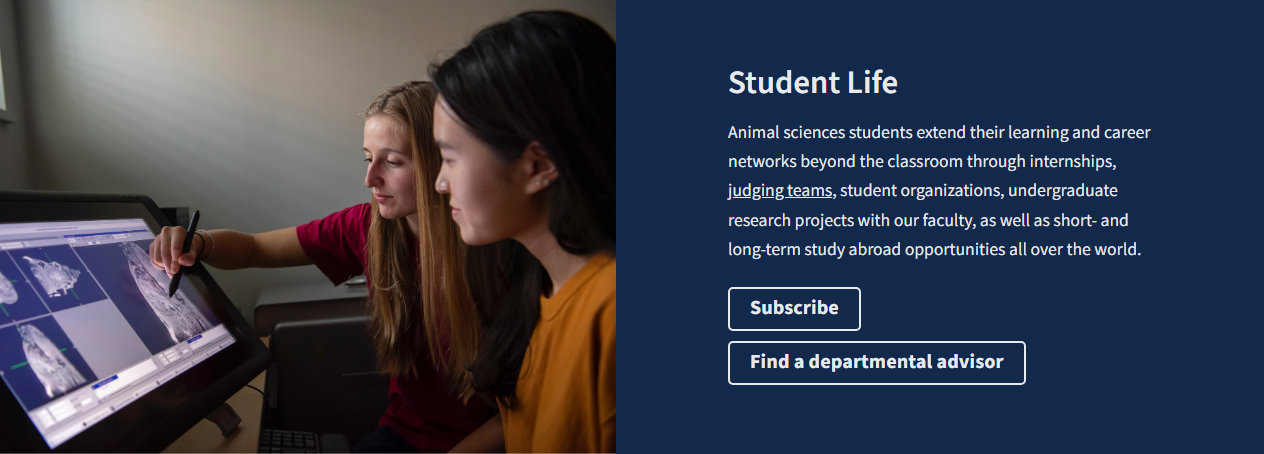 Student Life
Animal sciences students extend their learning and career
networks beyond the classroom through internships,
judging teams, student organizations, undergraduate
research projects with our faculty, as well as short- and
long-term study abroad opportunities all over the world.
Subscribe
Find a departmental advisor